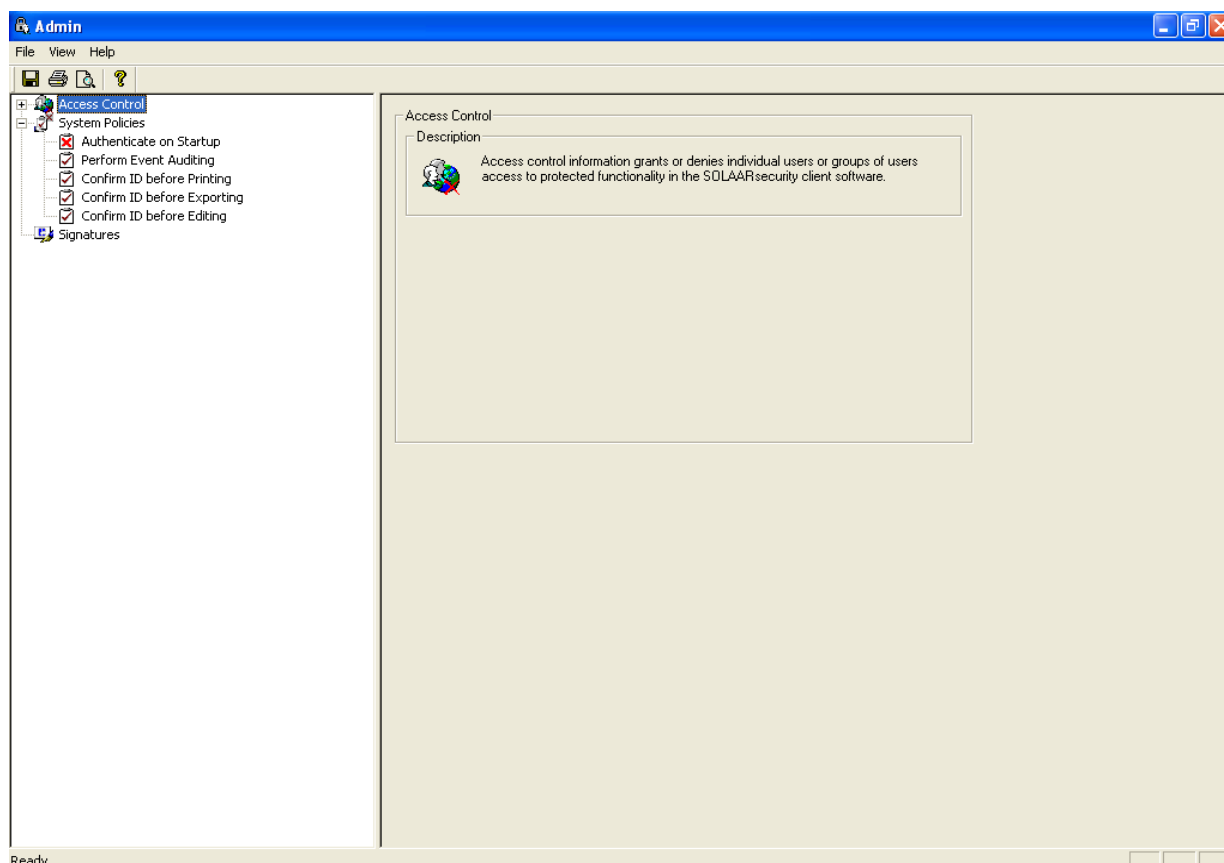 Admin
File View Help
Access Control
System Policies
Authenticate on Startup
Perform Event Auditing
Confirm ID before Printing
Confirm ID before Exporting
Confirm ID before Editing
Signatures
Access Control
Description
Access control information grants or denies individual users or groups of users
access to protected functionality in the SOLAARsecurity client software.
Ready